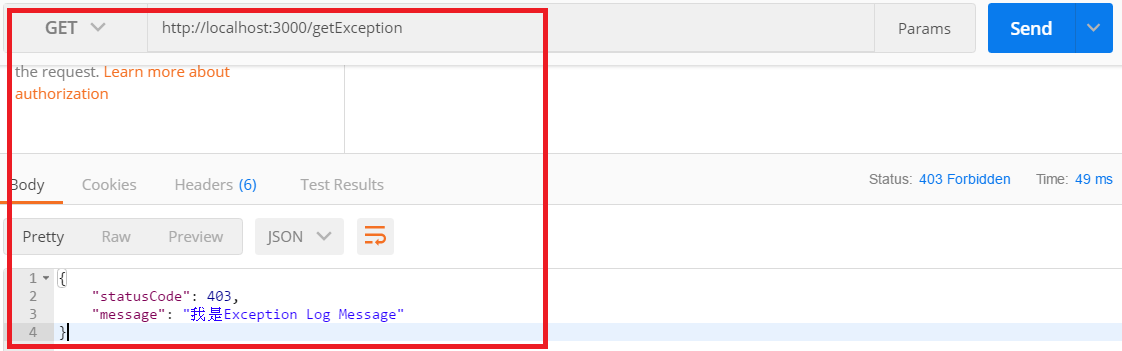 GET http://localhost:3000/getException Params Send
the request. Learn more about
authorization
Body Cookies Headers (6) Test Results Status: 403 Forbidden Time: 49 ms
Pretty Raw Preview JSON
1 {
2 "statusCode": 403,
3 "message": "我是Exception Log Message"
4 }